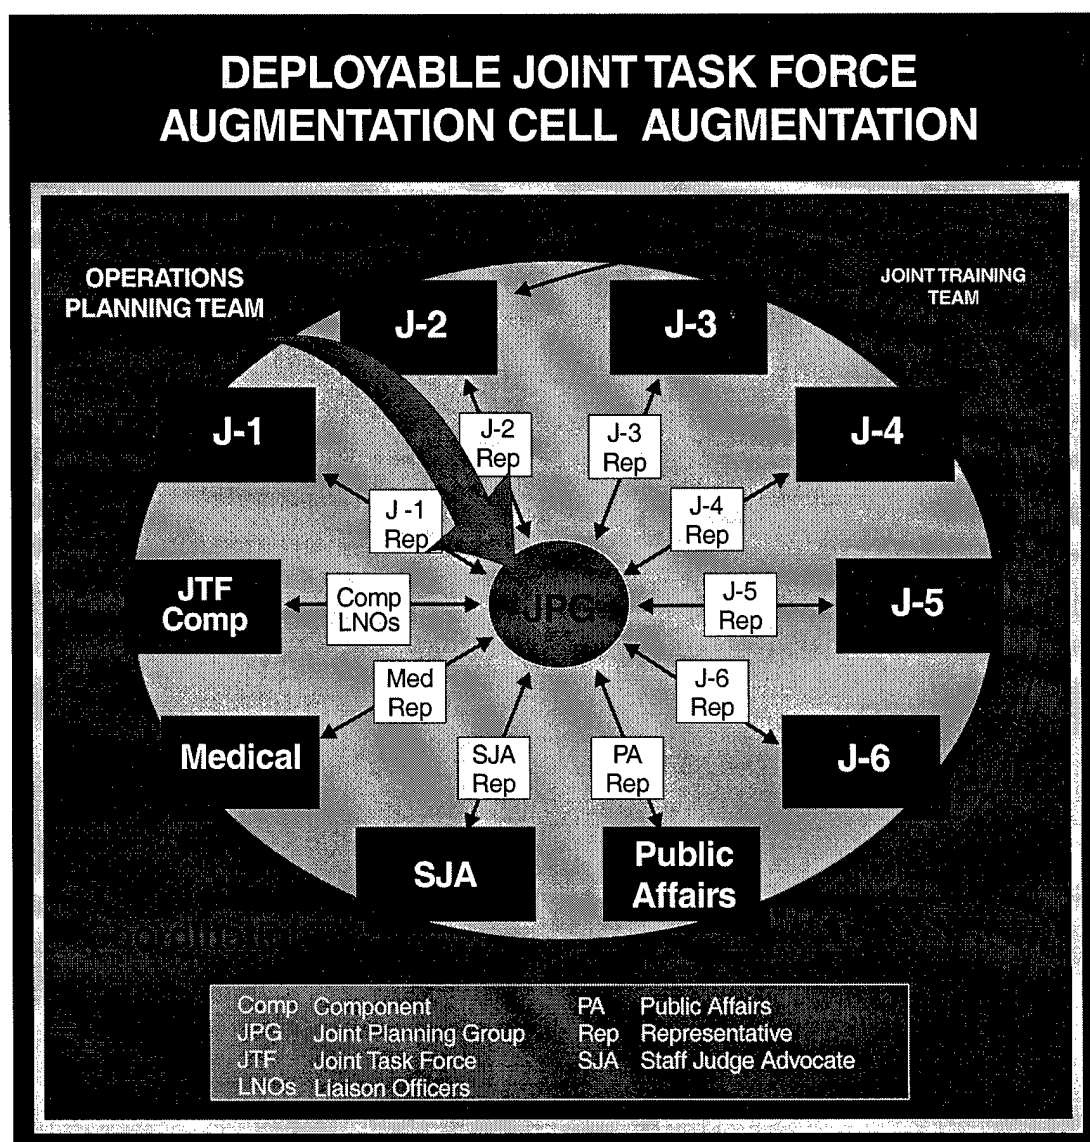 DEPLOYABLE JOINT TASK FORCE
AUGMENTATION CELL AUGMENTATION
OPERATIONS
PLANNING TEAM
JOINT TRAINING
TEAM
J-2
J-3
J-1
J-4
J-2
Rep
J-3
Rep
J -1
Rep
J-4
Rep
JTF
Comp
Comp
LNOs
JPG
J-5
Rep
J-5
Med
Rep
J-6
Rep
Medical
SJA
Rep
PA
Rep
J-6
SJA
Public
Affairs
Comp Component
JPG Joint Planning Group
JTF Joint Task Force
LNOs Liaison Officers
PA Public Affairs
Rep Representative
SJA Staff Judge Advocate